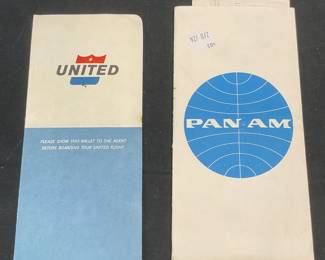 UNITED
PLEASE SHOW THIS WALLET TO THE AGENT
BEFORE BOARDING YOUR UNITED FLIGHT
PAN AM